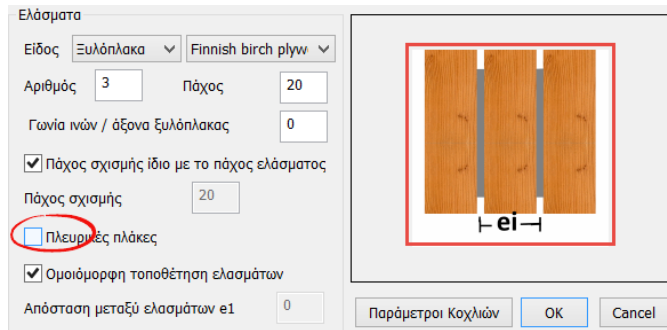 Ελάσματα
Είδος Ξυλόπλακα Finnish birch plyw
Αριθμός 3 Πάχος 20
Γωνία ινών / άξονα ξυλόπλακας 0
Πάχος σχισμής ίδιο με το πάχος ελάσματος
Πάχος σχισμής 20
Πλευρικές πλάκες
Ομοιόμορφη τοποθέτηση ελασμάτων
Απόσταση μεταξύ ελασμάτων e1 0
ei
Παράμετροι Κοχλιών OK Cancel